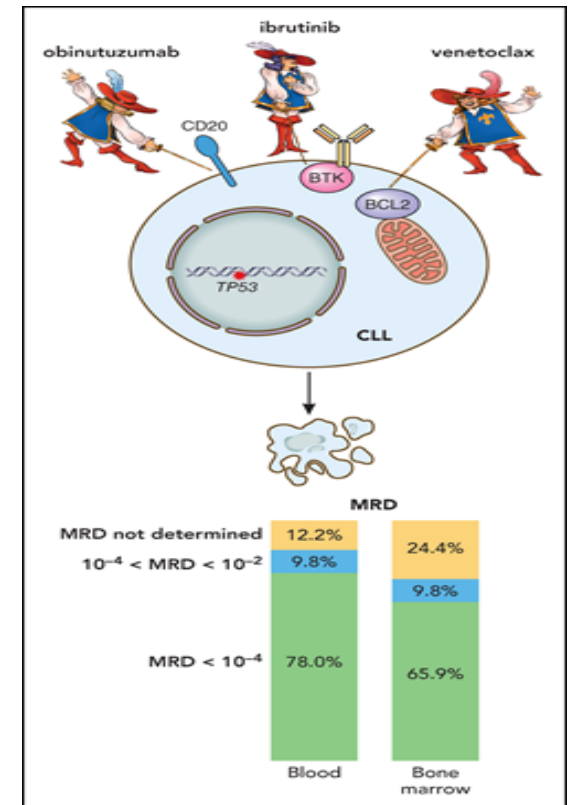 ibrutinib
obinutuzumab
venetoclax
CD20
BTK
BCL2
TP53
CLL
MRD
MRD not determined
12.2%
24.4%
10⁻⁴ < MRD < 10⁻²
9.8%
9.8%
MRD < 10⁻⁴
78.0%
65.9%
Blood
Bone
marrow